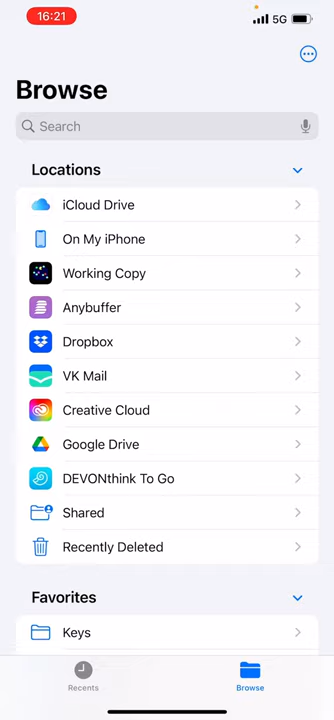 16:21
5G
Browse
Search
Locations
iCloud Drive
On My iPhone
Working Copy
Anybuffer
Dropbox
VK Mail
Creative Cloud
Google Drive
DEVONthink To Go
Shared
Recently Deleted
Favorites
Keys
Recents
Browse